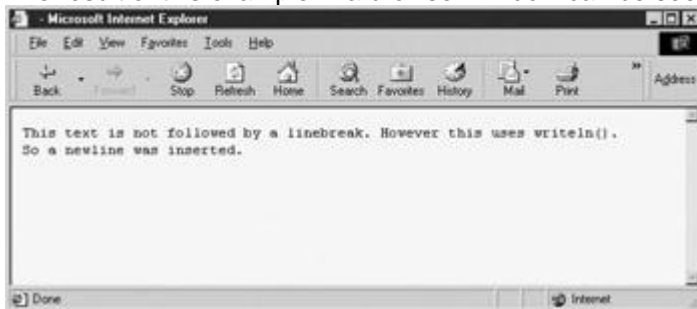 - Microsoft Internet Explorer
File Edit View Favorites Tools Help
Back Forward Stop Refresh Home Search Favorites History Mail Print » Address
This text is not followed by a linebreak. However this uses writeln().
So a newline was inserted.
Done Internet